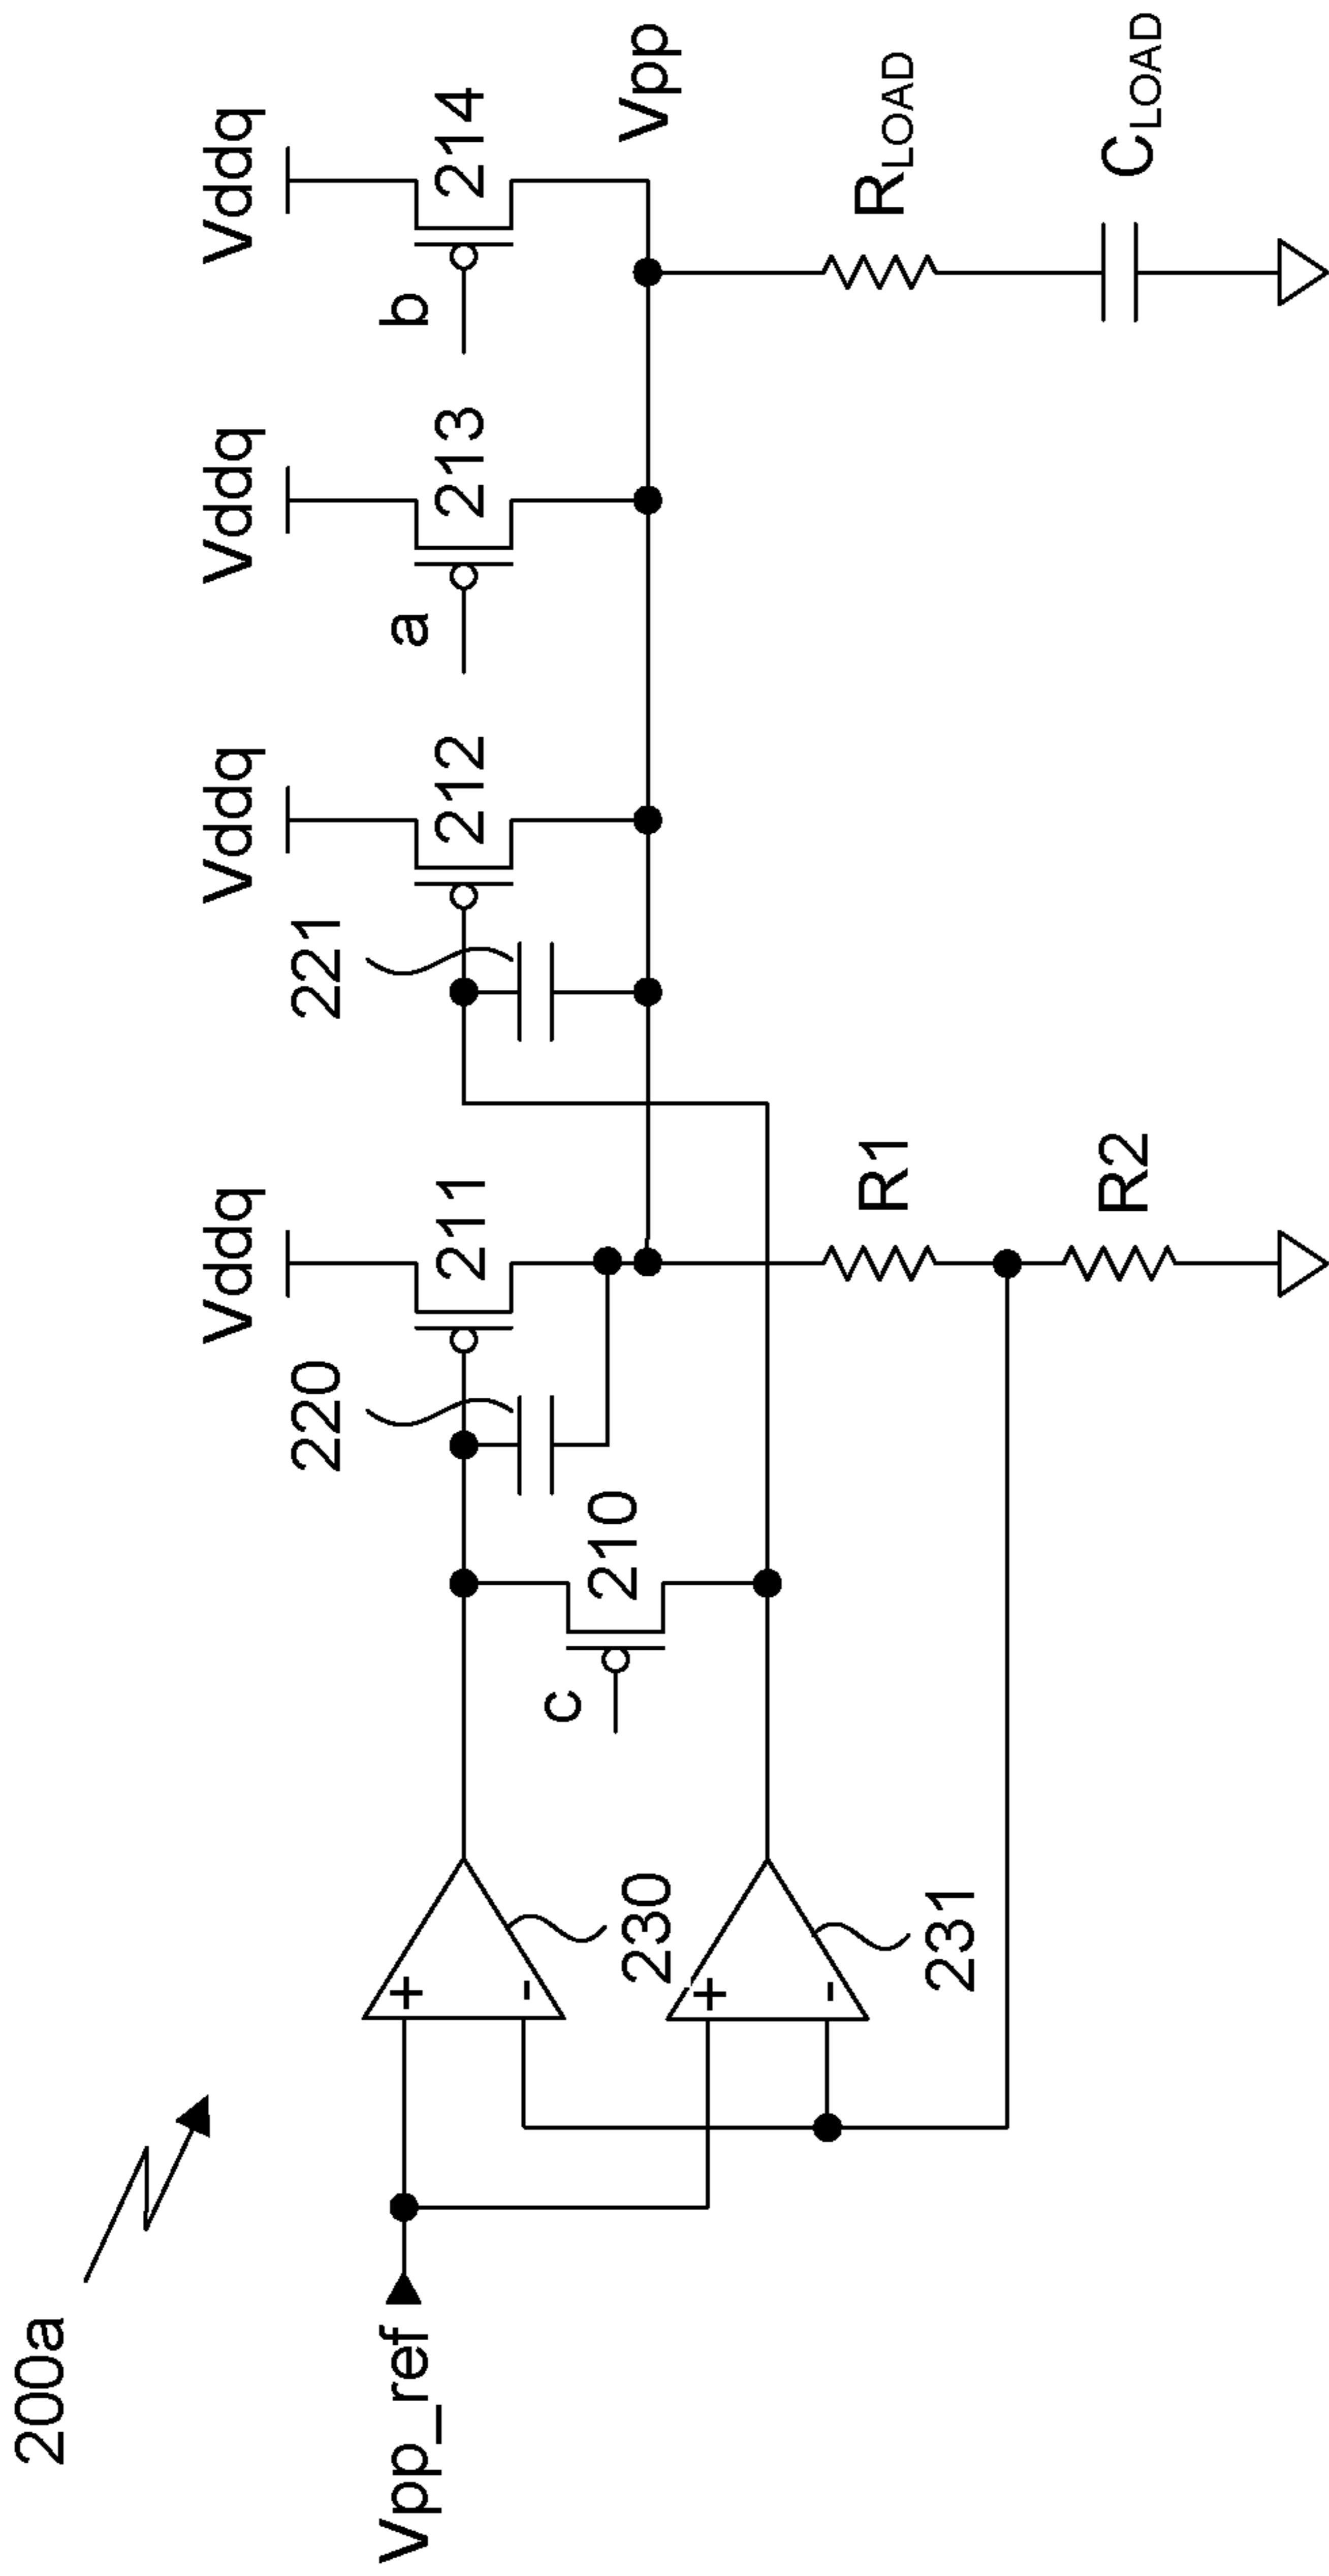 200a
Vddq
Vddq
Vddq
Vddq
220
211
221
212
a
213
b
214
Vpp
Vpp_ref
+
-
230
c
210
+
-
231
R1
R2
RLOAD
CLOAD